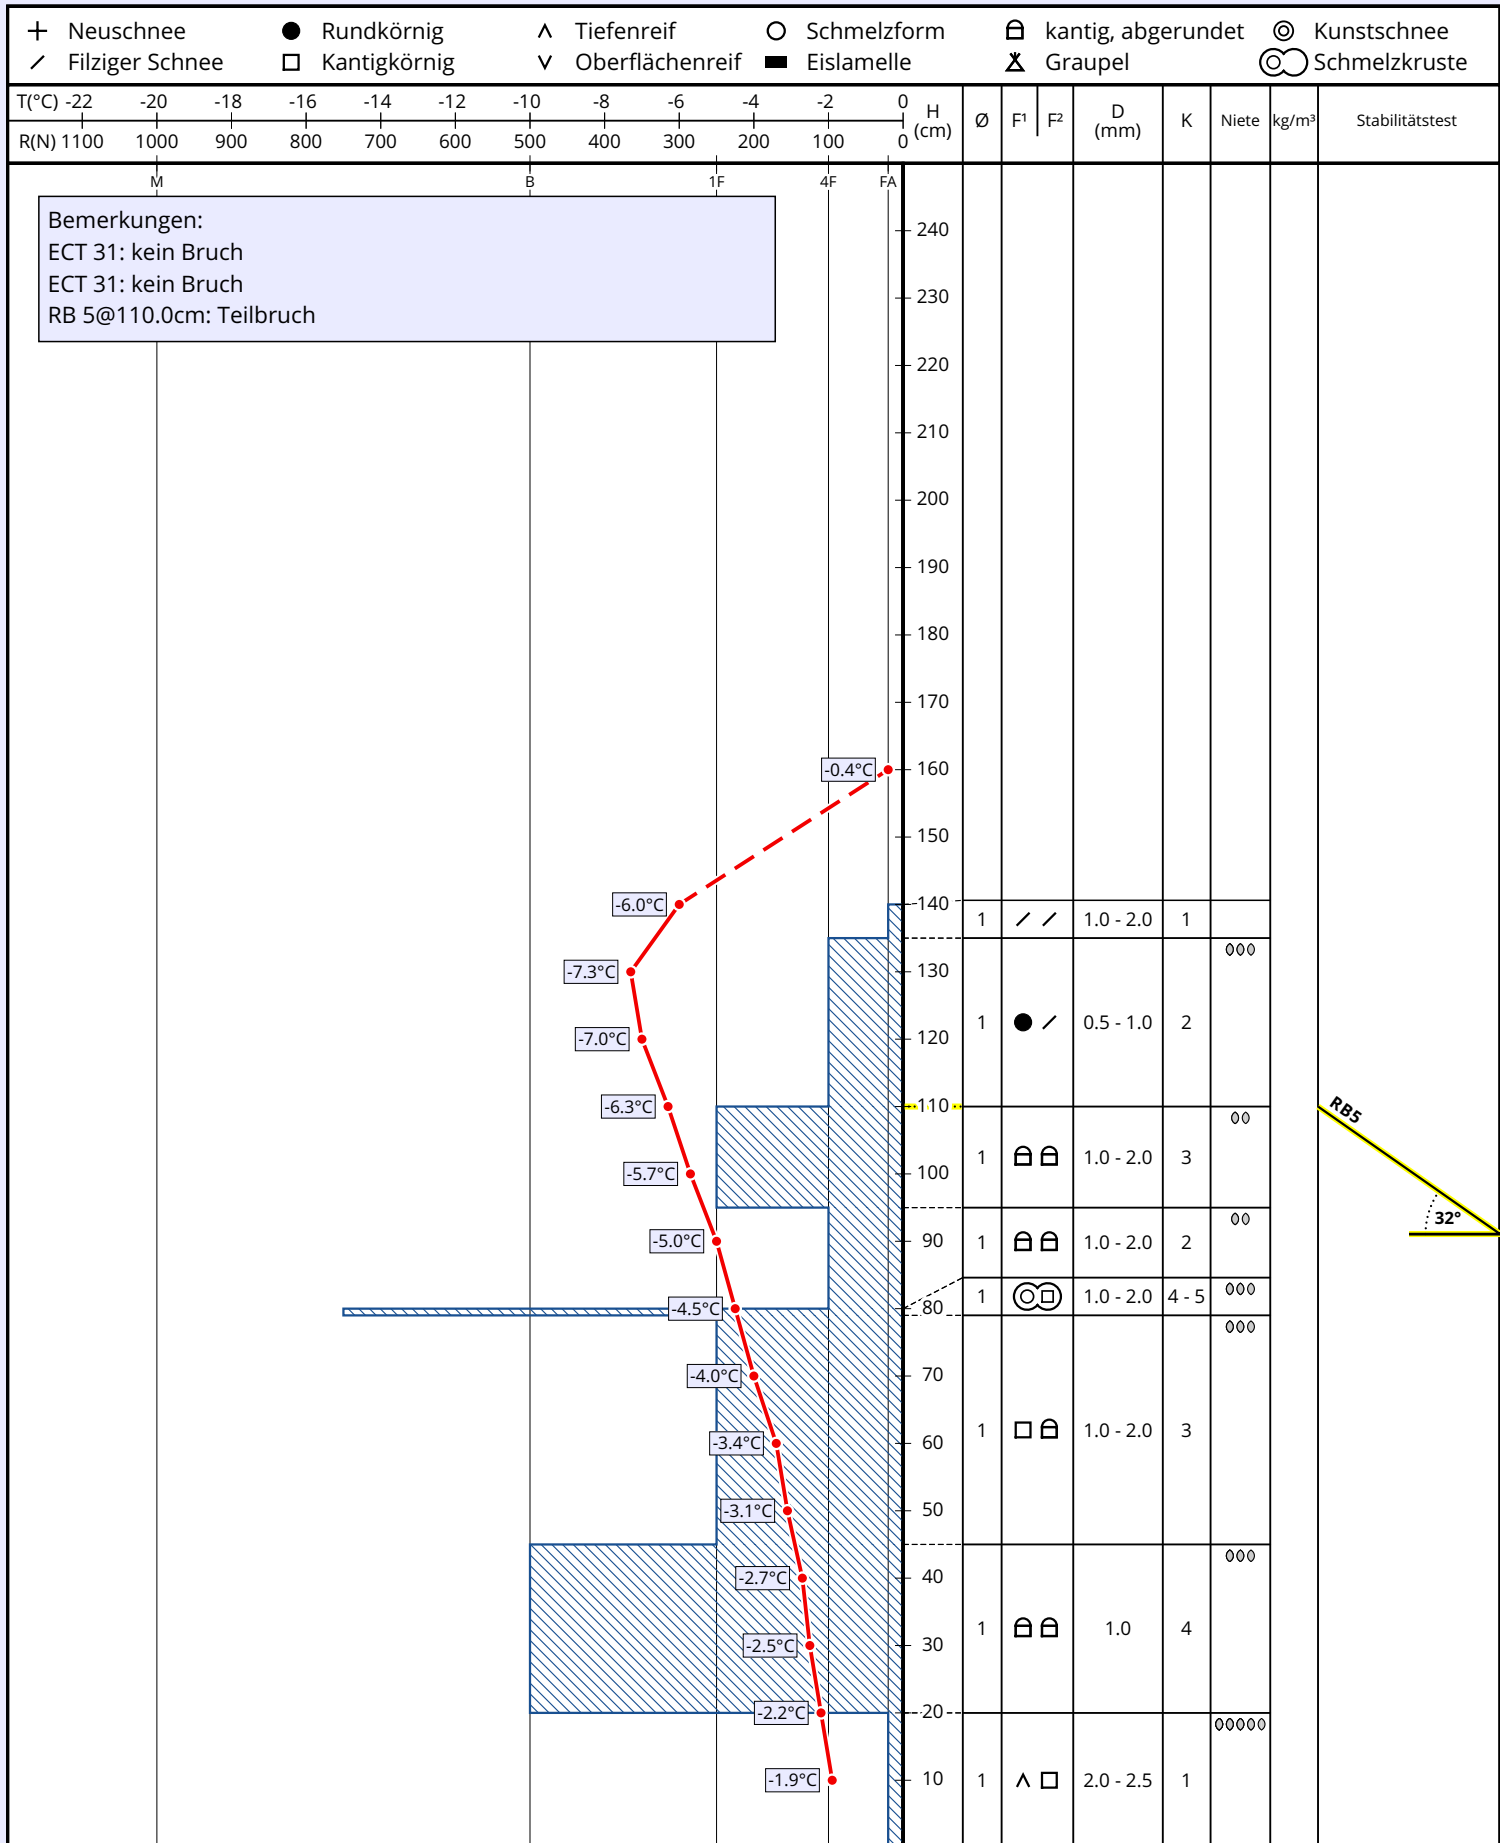 Neuschnee Rundkörnig Tiefenreif Schmelzform kantig, abgerundet Kunstschnee
Filziger Schnee Kantigkörnig Oberflächenreif Eislamelle Graupel Schmelzkruste
T(°C) -22 -20 -18 -16 -14 -12 -10 -8 -6 -4 -2 0
R(N) 1100 1000 900 800 700 600 500 400 300 200 100 0
H (cm) Ø F¹ F² D (mm) K Niete kg/m³ Stabilitätstest
M B 1F 4F FA
Bemerkungen:
ECT 31: kein Bruch
ECT 31: kein Bruch
RB 5@110.0cm: Teilbruch
240
230
220
210
200
190
180
170
-0.4°C 160
150
-6.0°C 140
1 1.0 - 2.0 1
-7.3°C 130
1 0.5 - 1.0 2
-7.0°C 120
-6.3°C 110 RB5
1 1.0 - 2.0 3
-5.7°C 100
32°
-5.0°C 90 1 1.0 - 2.0 2
1 1.0 - 2.0 4 - 5
-4.5°C 80
-4.0°C 70
1 1.0 - 2.0 3
-3.4°C 60
-3.1°C 50
-2.7°C 40
1 1.0 4
-2.5°C 30
-2.2°C 20
-1.9°C 10 1 2.0 - 2.5 1